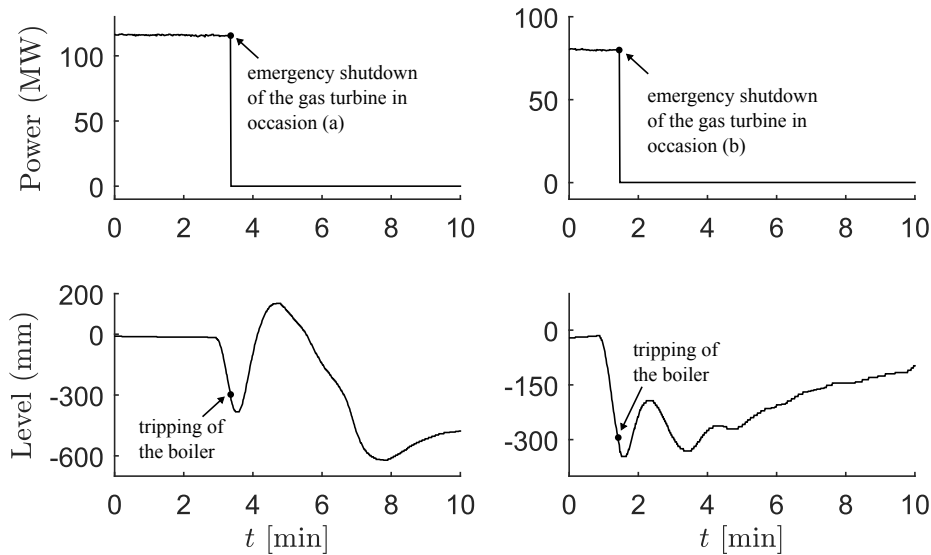 Power (MW)
100
50
0
emergency shutdown
of the gas turbine in
occasion (a)
0 2 4 6 8 10
100
50
0
emergency shutdown
of the gas turbine in
occasion (b)
0 2 4 6 8 10
Level (mm)
200
0
-300
-600
tripping of
the boiler
0 2 4 6 8 10
t [min]
0
-150
-300
tripping of
the boiler
0 2 4 6 8 10
t [min]